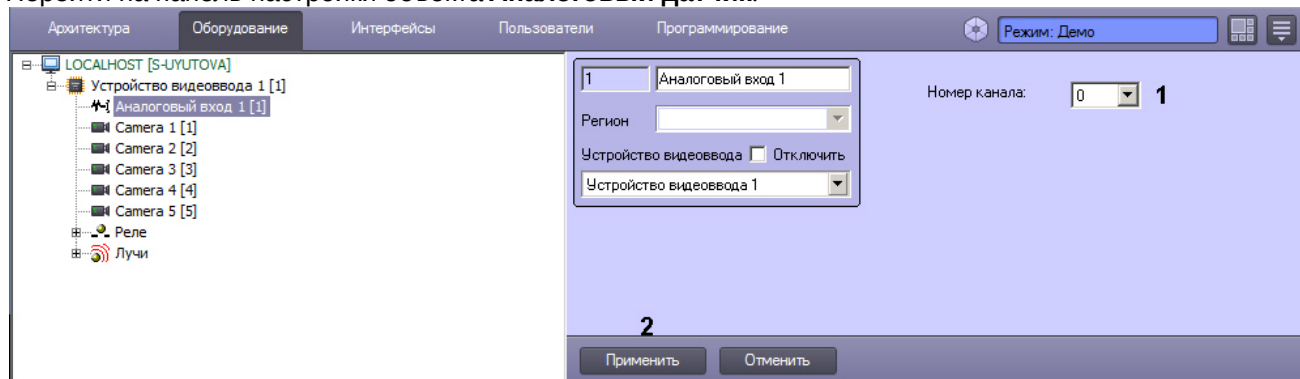 Перейти на панель настройки объекта Аналоговый датчик.
Архитектура Оборудование Интерфейсы Пользователи Программирование Режим: Демо
LOCALHOST [S-UYUTOVA]
Устройство видеоввода 1 [1]
Аналоговый вход 1 [1]
Camera 1 [1]
Camera 2 [2]
Camera 3 [3]
Camera 4 [4]
Camera 5 [5]
Реле
Лучи
1 Аналоговый вход 1
Регион
Устройство видеоввода Отключить
Устройство видеоввода 1
Номер канала: 0 1
2
Применить Отменить